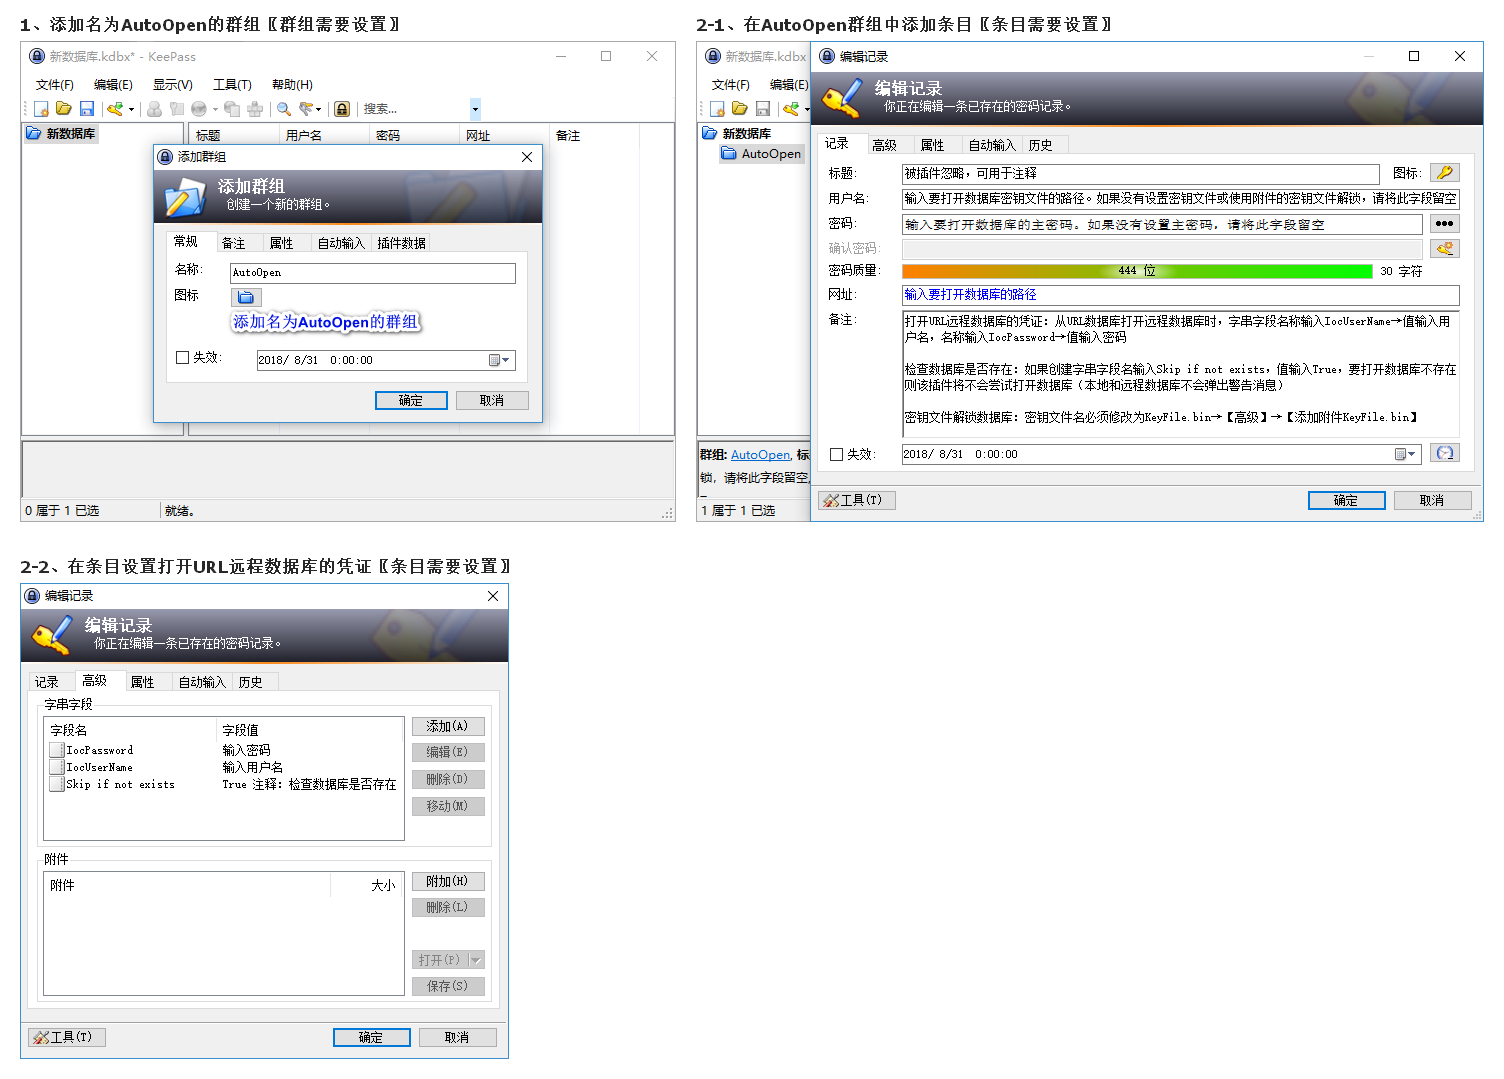 1、添加名为AutoOpen的群组〖群组需要设置〗
新数据库.kdbx* - KeePass
文件(F) 编辑(E) 显示(V) 工具(T) 帮助(H)
搜索...
新数据库
标题 用户名 密码 网址 备注
添加群组
添加群组
创建一个新的群组。
常规 备注 属性 自动输入 插件数据
名称: AutoOpen
图标
添加名为AutoOpen的群组
失效: 2018/ 8/31 0:00:00
确定 取消
0 属于 1 已选 就绪。
2-1、在AutoOpen群组中添加条目〖条目需要设置〗
新数据库.kdbx
文件(F) 编辑(E)
新数据库
AutoOpen
群组: AutoOpen, 标
锁, 请将此字段留空,
1 属于 1 已选
编辑记录
编辑记录
你正在编辑一条已存在的密码记录。
记录 高级 属性 自动输入 历史
标题: 被插件忽略，可用于注释 图标:
用户名: 输入要打开数据库密钥文件的路径。如果没有设置密钥文件或使用附件的密钥文件解锁，请将此字段留空
密码: 输入要打开数据库的主密码。如果没有设置主密码，请将此字段留空
确认密码:
密码质量: 444 位 30 字符
网址: 输入要打开数据库的路径
备注: 打开URL远程数据库的凭证：从URL数据库打开远程数据库时，字串字段名称输入IocUserName→值输入用
户名，名称输入IocPassword→值输入密码
检查数据库是否存在：如果创建字串字段名输入Skip if not exists，值输入True，要打开数据库不存在
则该插件将不会尝试打开数据库（本地和远程数据库不会弹出警告消息）
密钥文件解锁数据库：密钥文件名必须修改为KeyFile.bin→【高级】→【添加附件KeyFile.bin】
失效: 2018/ 8/31 0:00:00
工具(T) 确定 取消
2-2、在条目设置打开URL远程数据库的凭证〖条目需要设置〗
编辑记录
编辑记录
你正在编辑一条已存在的密码记录。
记录 高级 属性 自动输入 历史
字串字段
字段名 字段值
IocPassword 输入密码
IocUserName 输入用户名
Skip if not exists True 注释：检查数据库是否存在
添加(A)
编辑(E)
删除(D)
移动(M)
附件
附件 大小
附加(H)
删除(L)
打开(P)
保存(S)
工具(T) 确定 取消